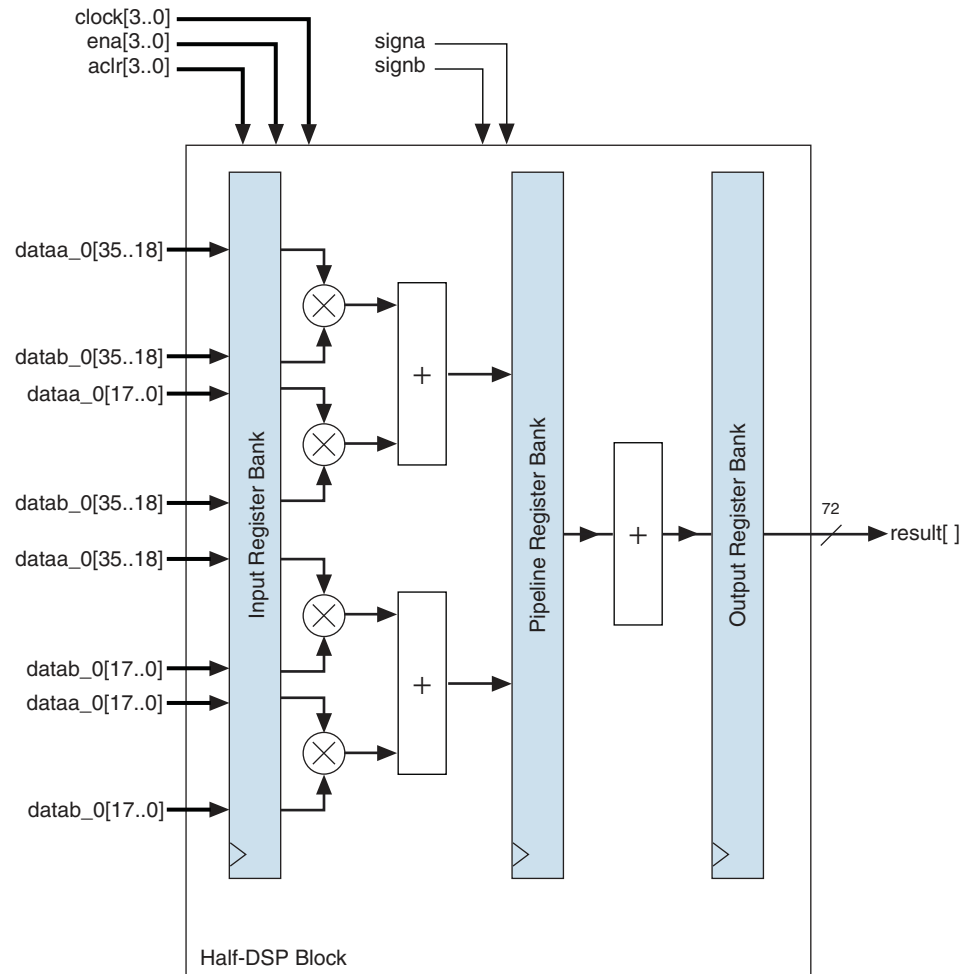 clock[3..0]
ena[3..0]
aclr[3..0]
signa
signb
dataa_0[35..18]
datab_0[35..18]
dataa_0[17..0]
datab_0[35..18]
dataa_0[35..18]
datab_0[17..0]
dataa_0[17..0]
datab_0[17..0]
Input Register Bank
+
+
Pipeline Register Bank
+
Output Register Bank
72
result[ ]
Half-DSP Block